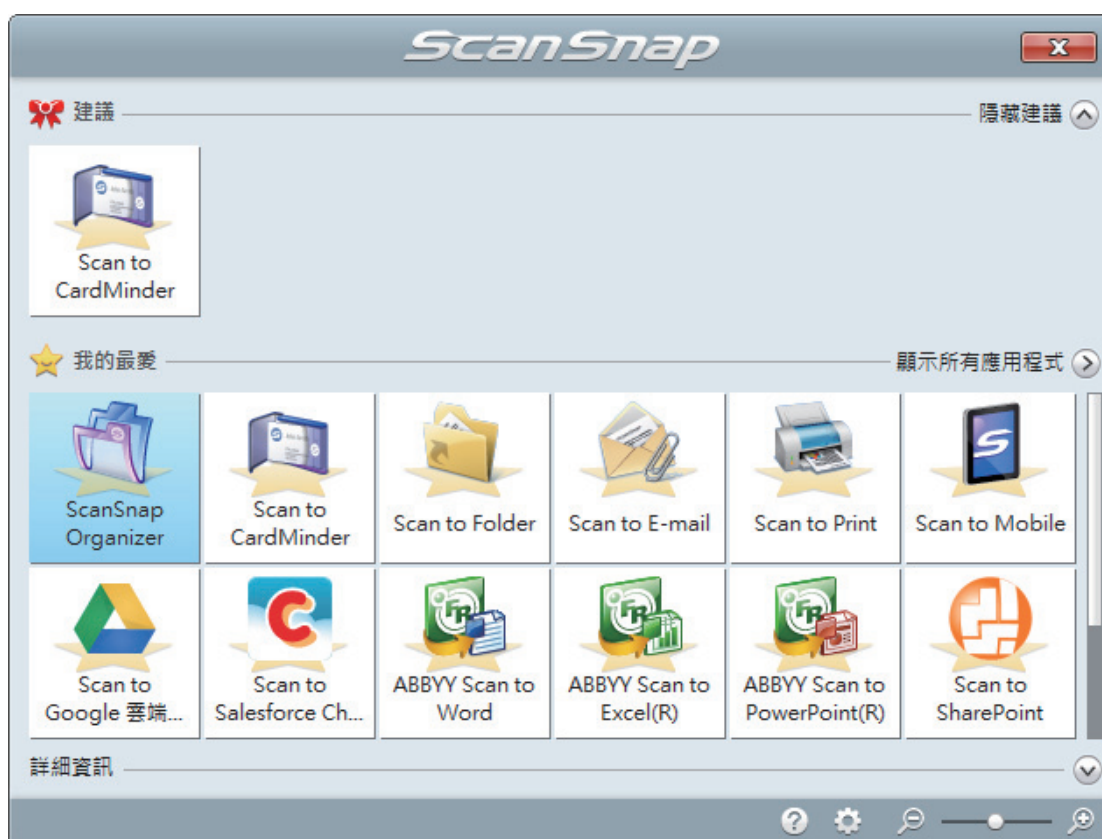 ScanSnap
建議
隱藏建議
Scan to
CardMinder
我的最愛
顯示所有應用程式
ScanSnap
Organizer
Scan to
CardMinder
Scan to Folder
Scan to E-mail
Scan to Print
Scan to Mobile
Scan to
Google 雲端...
Scan to
Salesforce Ch...
ABBYY Scan to
Word
ABBYY Scan to
Excel(R)
ABBYY Scan to
PowerPoint(R)
Scan to
SharePoint
詳細資訊